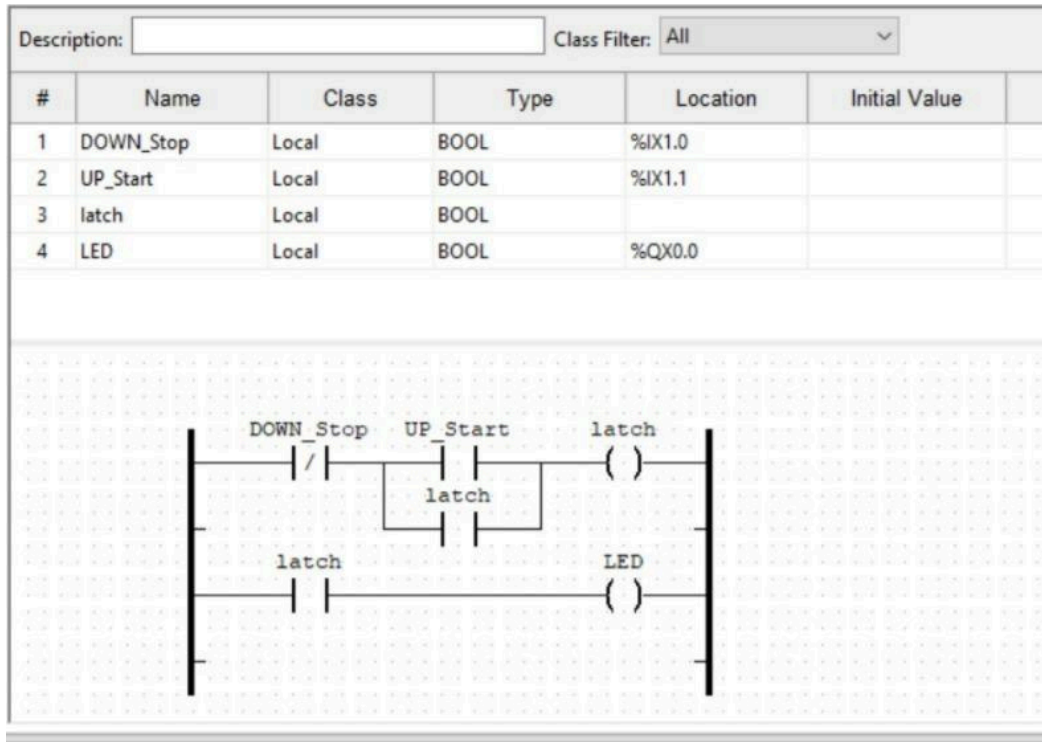 Description: Class Filter: All
# Name Class Type Location Initial Value
1 DOWN_Stop Local BOOL %IX1.0
2 UP_Start Local BOOL %IX1.1
3 latch Local BOOL
4 LED Local BOOL %QX0.0
DOWN_Stop UP_Start latch
/ ( )
latch
latch LED
( )